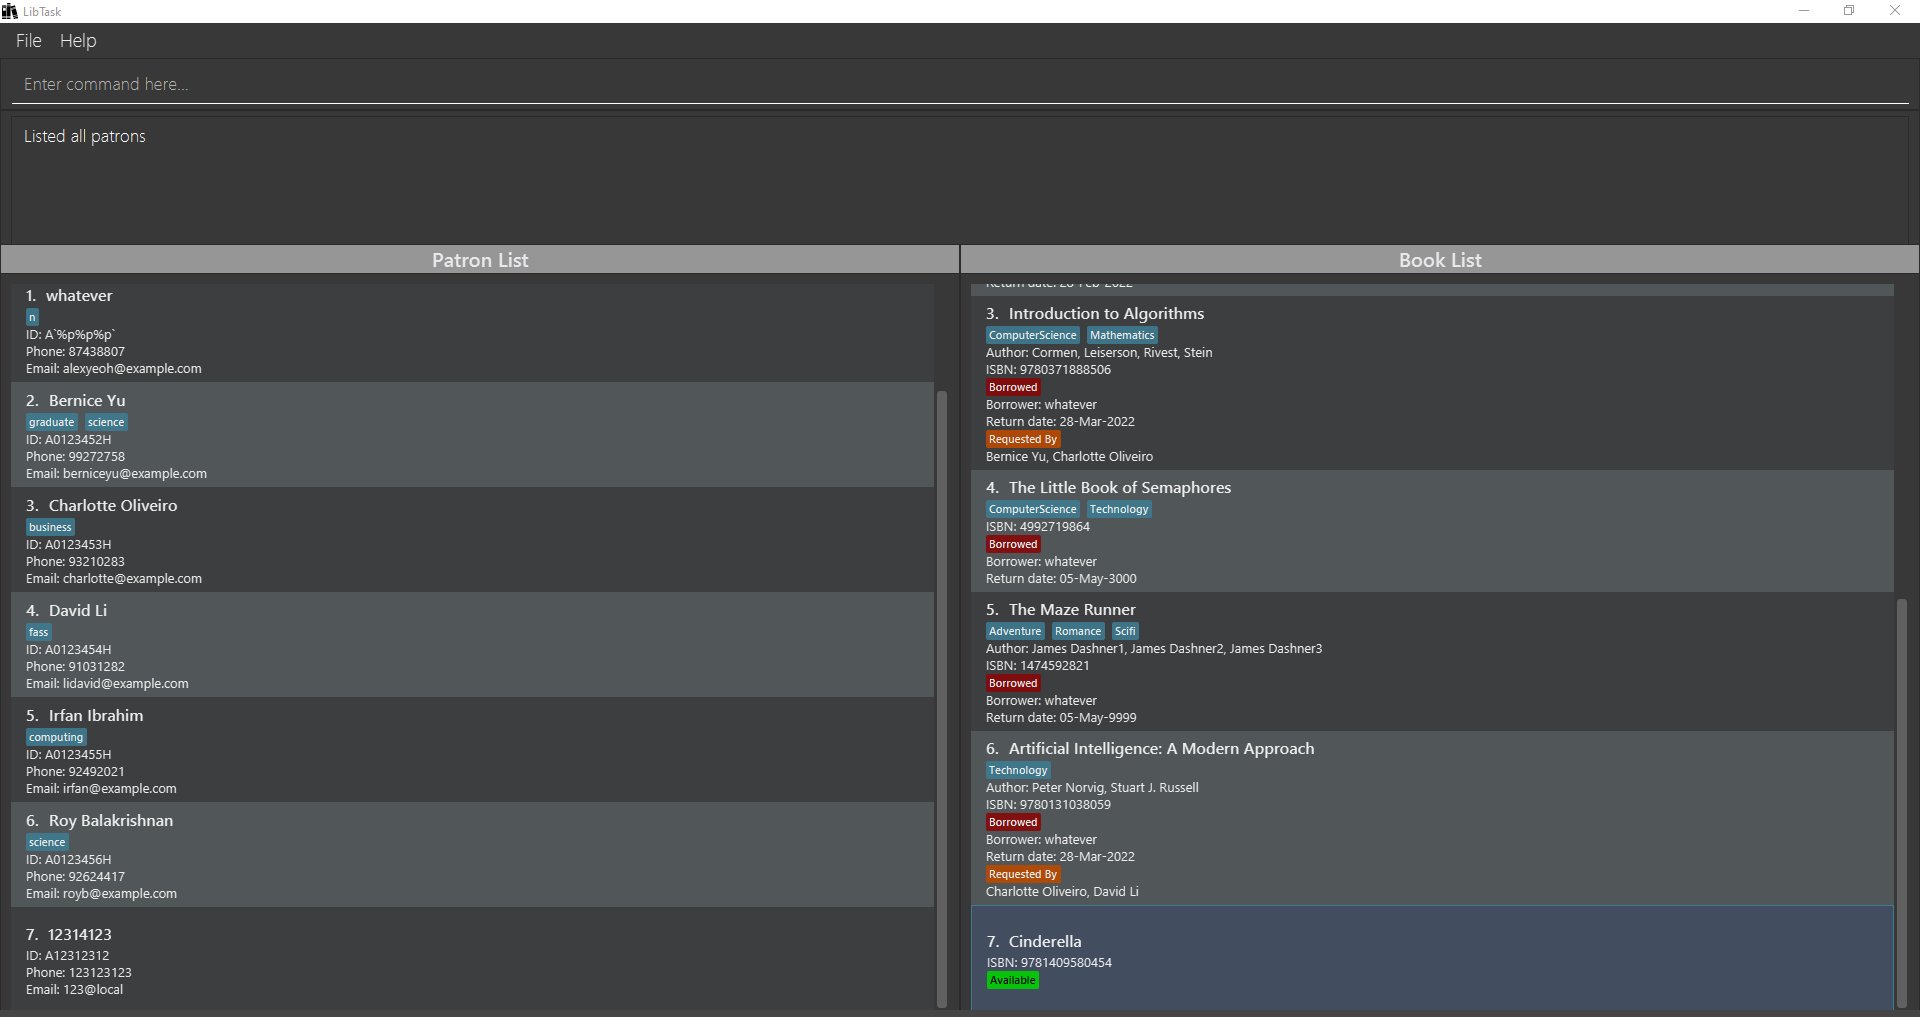 LibTask
File Help
Enter command here...
Listed all patrons
Patron List
1. whatever
n
ID: A`%p%p%p`
Phone: 87438807
Email: alexyeoh@example.com
2. Bernice Yu
graduate science
ID: A0123452H
Phone: 99272758
Email: berniceyu@example.com
3. Charlotte Oliveiro
business
ID: A0123453H
Phone: 93210283
Email: charlotte@example.com
4. David Li
fass
ID: A0123454H
Phone: 91031282
Email: lidavid@example.com
5. Irfan Ibrahim
computing
ID: A0123455H
Phone: 92492021
Email: irfan@example.com
6. Roy Balakrishnan
science
ID: A0123456H
Phone: 92624417
Email: royb@example.com
7. 12314123
ID: A12312312
Phone: 123123123
Email: 123@local
Book List
Return date: 28-Feb-2022
3. Introduction to Algorithms
ComputerScience Mathematics
Author: Cormen, Leiserson, Rivest, Stein
ISBN: 9780371888506
Borrowed
Borrower: whatever
Return date: 28-Mar-2022
Requested By
Bernice Yu, Charlotte Oliveiro
4. The Little Book of Semaphores
ComputerScience Technology
ISBN: 4992719864
Borrowed
Borrower: whatever
Return date: 05-May-3000
5. The Maze Runner
Adventure Romance Scifi
Author: James Dashner1, James Dashner2, James Dashner3
ISBN: 1474592821
Borrowed
Borrower: whatever
Return date: 05-May-9999
6. Artificial Intelligence: A Modern Approach
Technology
Author: Peter Norvig, Stuart J. Russell
ISBN: 9780131038059
Borrowed
Borrower: whatever
Return date: 28-Mar-2022
Requested By
Charlotte Oliveiro, David Li
7. Cinderella
ISBN: 9781409580454
Available